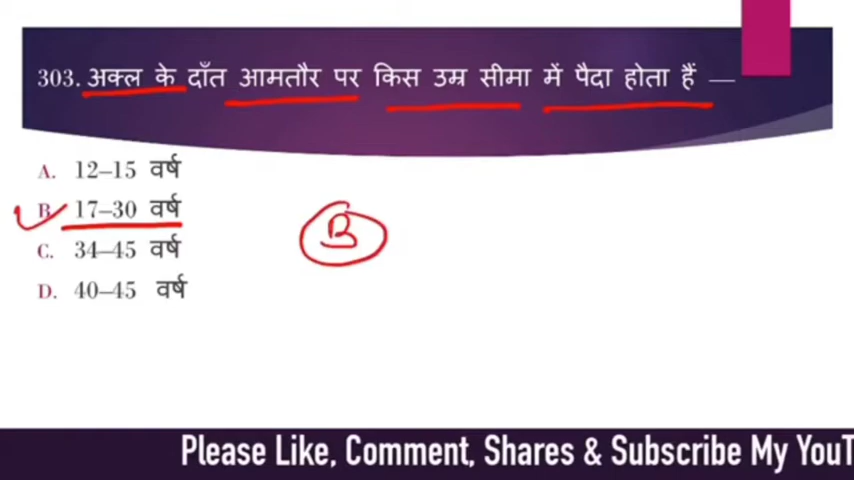 303. अक्ल के दाँत आमतौर पर किस उम्र सीमा में पैदा होता हैं —
A. 12–15 वर्ष
B. 17–30 वर्ष
B
C. 34–45 वर्ष
D. 40–45 वर्ष
Please Like, Comment, Shares & Subscribe My YouT